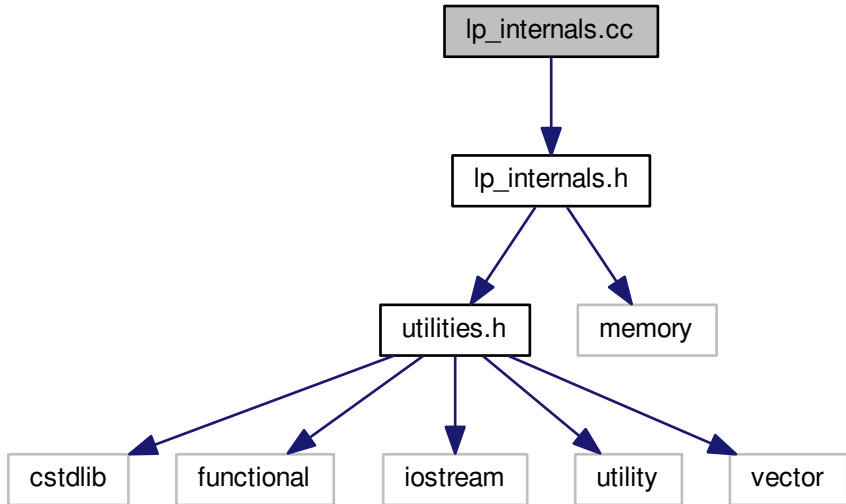 lp_internals.cc
lp_internals.h
utilities.h
memory
cstdlib
functional
iostream
utility
vector